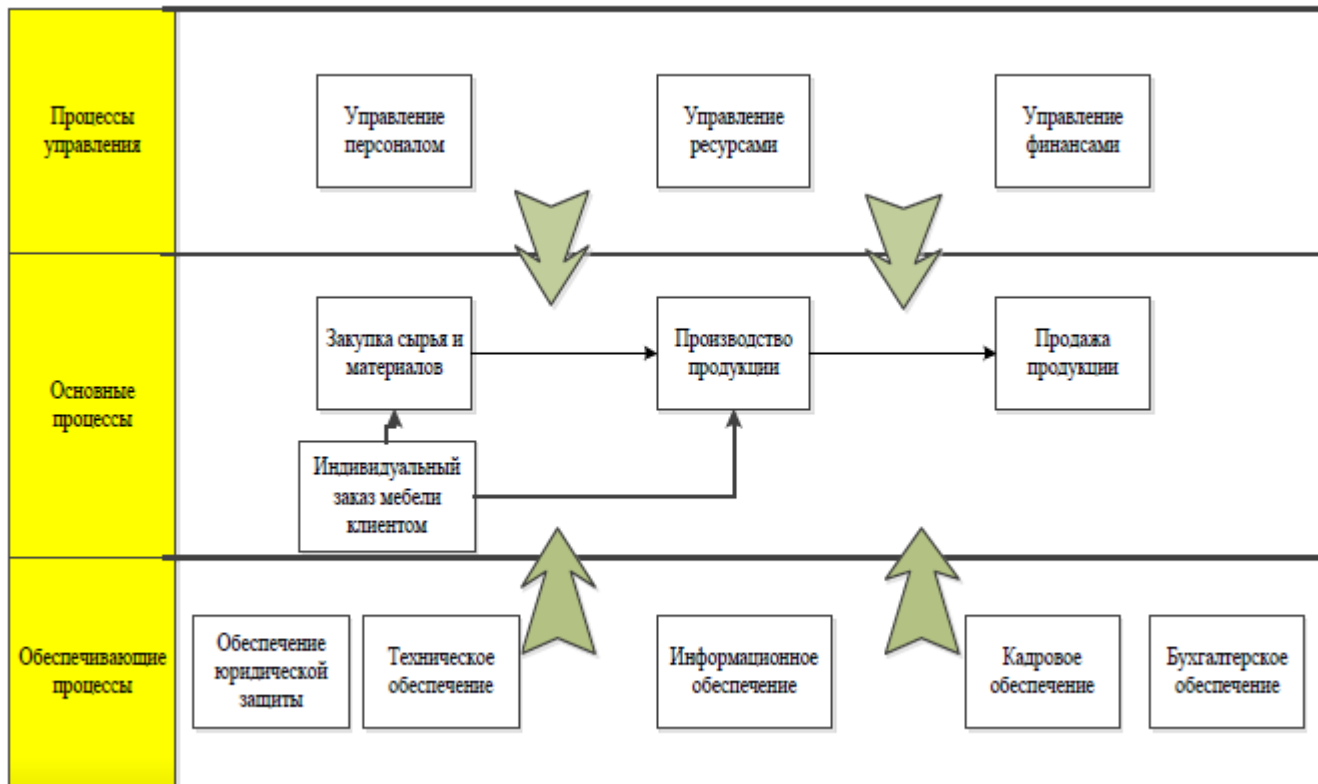 Процессы
управления
Управление
персоналом
Управление
ресурсами
Управление
финансами
Основные
процессы
Закупка сырья и
материалов
Производство
продукции
Продажа
продукции
Индивидуальный
заказ мебели
клиентом
Обеспечивающие
процессы
Обеспечение
юридической
защиты
Техническое
обеспечение
Информационное
обеспечение
Кадровое
обеспечение
Бухгалтерское
обеспечение